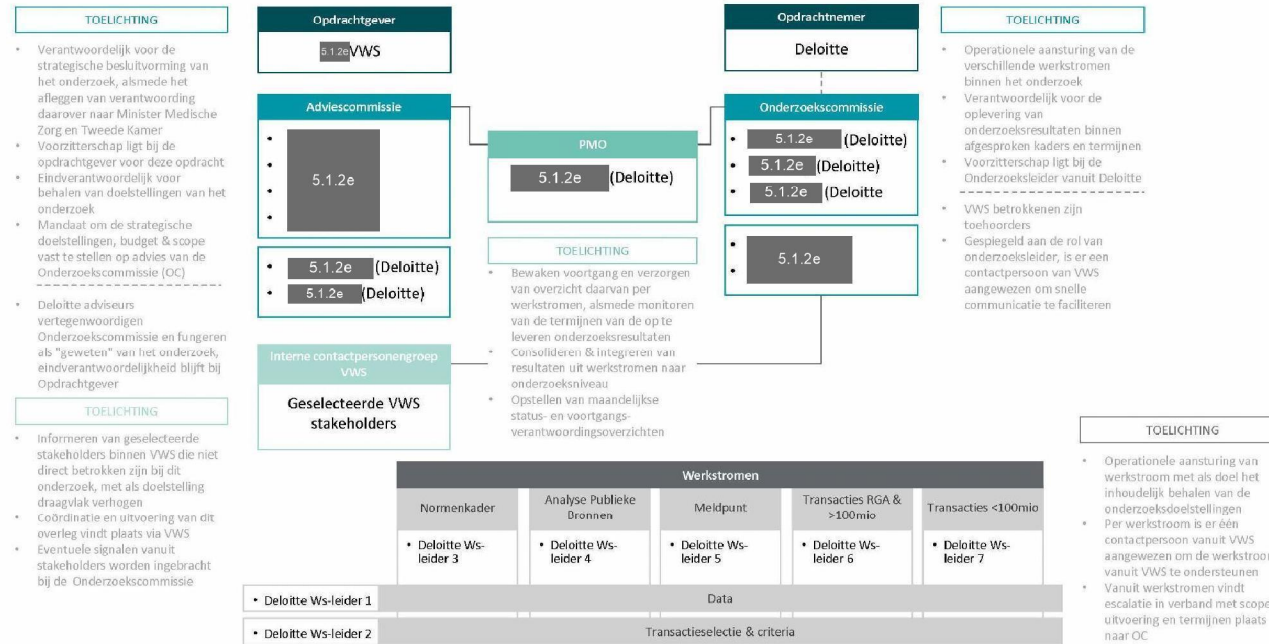 TOELICHTING
• Verantwoordelijk voor de
strategische besluitvorming van
het onderzoek, alsmede het
afleggen van verantwoording
daarover naar Minister Medische
Zorg en Tweede Kamer
• Voorzitterschap ligt bij de
opdrachtgever voor deze opdracht
• Eindverantwoordelijk voor
behalen van doelstellingen van het
onderzoek
• Mandaat om de strategische
doelstellingen, budget & scope
vast te stellen op advies van de
Onderzoekscommissie (OC)
• Deloitte adviseurs
vertegenwoordigen
Onderzoekscommissie en fungeren
als "geweten" van het onderzoek,
eindverantwoordelijkheid blijft bij
Opdrachtgever
TOELICHTING
• Informeren van geselecteerde
stakeholders binnen VWS die niet
direct betrokken zijn bij dit
onderzoek, met als doelstelling
draagvlak verhogen
• Coördinatie en uitvoering van dit
overleg vindt plaats via VWS
• Eventuele signalen vanuit
stakeholders worden ingebracht
bij de Onderzoekscommissie
Opdrachtgever
5.1.2e VWS
Adviescommissie
•
•
5.1.2e
•
•
• 5.1.2e (Deloitte)
• 5.1.2e (Deloitte)
Interne contactpersonengroep
VWS
Geselecteerde VWS
stakeholders
PMO
5.1.2e (Deloitte)
TOELICHTING
• Bewaken voortgang en verzorgen
van overzicht daarvan per
werkstromen, alsmede monitoren
van de termijnen van de op te
leveren onderzoeksresultaten
• Consolideren & integreren van
resultaten uit werkstromen naar
onderzoeksniveau
• Opstellen van maandelijkse
status- en voortgangs-
verantwoordingsoverzichten
Opdrachtnemer
Deloitte
Onderzoekscommissie
• 5.1.2e (Deloitte)
• 5.1.2e (Deloitte)
• 5.1.2e (Deloitte
•
5.1.2e
•
TOELICHTING
• Operationele aansturing van de
verschillende werkstromen
binnen het onderzoek
• Verantwoordelijk voor de
oplevering van
onderzoeksresultaten binnen
afgesproken kaders en termijnen
• Voorzitterschap ligt bij de
Onderzoeksleider vanuit Deloitte
• VWS betrokkenen zijn
toehoorders
• Gespiegeld aan de rol van
onderzoeksleider, is er een
contactpersoon van VWS
aangewezen om snelle
communicatie te faciliteren
Werkstromen
Normenkader
Analyse Publieke
Bronnen
Meldpunt
Transacties RGA &
>100mio
Transacties <100mio
• Deloitte Ws-
leider 3
• Deloitte Ws-
leider 4
• Deloitte Ws-
leider 5
• Deloitte Ws-
leider 6
• Deloitte Ws-
leider 7
• Deloitte Ws-leider 1
Data
• Deloitte Ws-leider 2
Transactieselectie & criteria
TOELICHTING
• Operationele aansturing van
werkstroom met als doel het
inhoudelijk behalen van de
onderzoeksdoelstellingen
• Per werkstroom is er één
contactpersoon vanuit VWS
aangewezen om de werkstroom
vanuit VWS te ondersteunen
• Vanuit werkstromen vindt
escalatie in verband met scope
uitvoering en termijnen plaats
naar OC